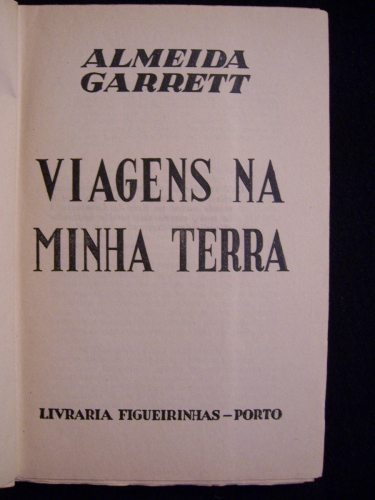 ALMEIDA
GARRETT
VIAGENS NA
MINHA TERRA
LIVRARIA FIGUEIRINHAS — PORTO